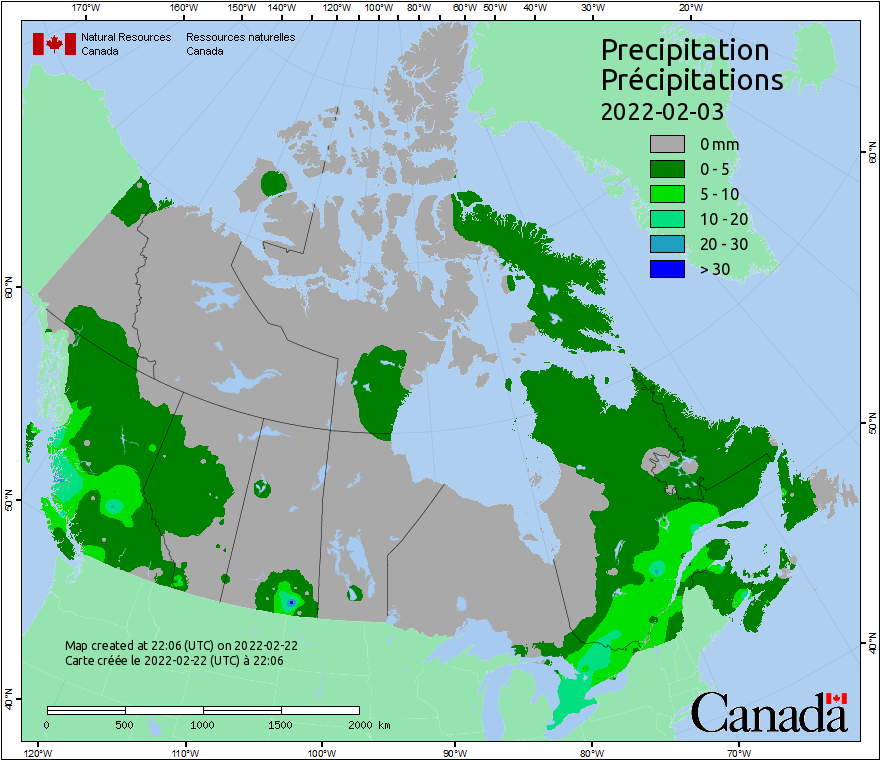 170°W 160°W 150°W 140°W 130°W 120°W 110°W 100°W 90°W 80°W 60°W 50°W 40°W 30°W 20°W
Natural Resources Ressources naturelles
Canada Canada
Precipitation
Précipitations
2022-02-03
0 mm
0 - 5
5 - 10
10 - 20
20 - 30
> 30
60°N
60°N
50°N
50°N
40°N
40°N
Map created at 22:06 (UTC) on 2022-02-22
Carte créée le 2022-02-22 (UTC) à 22:06
0 500 1000 1500 2000 km
Canada
120°W 110°W 100°W 90°W 80°W 70°W